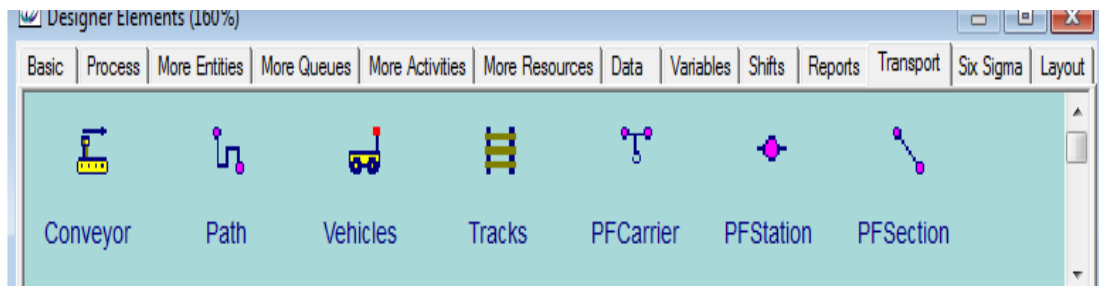 Designer Elements (160%)
Basic Process More Entities More Queues More Activities More Resources Data Variables Shifts Reports Transport Six Sigma Layout
Conveyor Path Vehicles Tracks PFCarrier PFStation PFSection